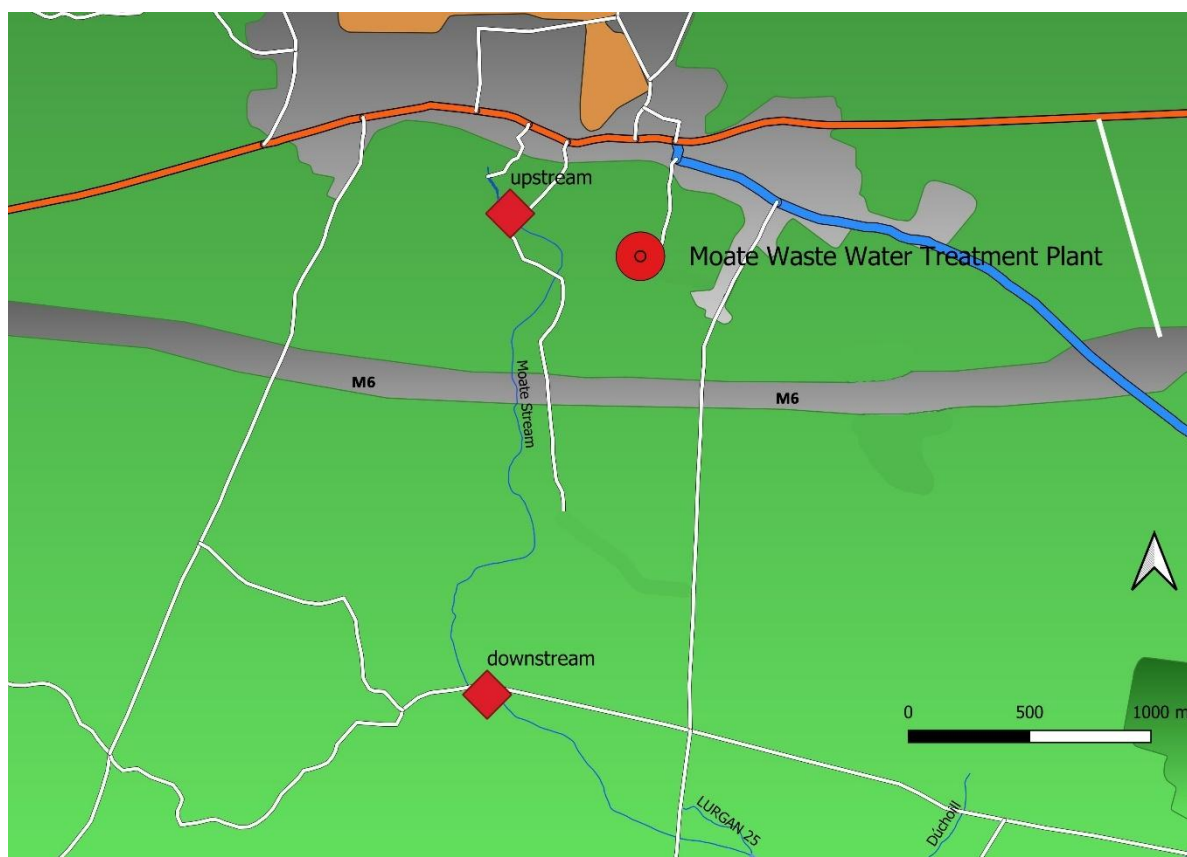 upstream
Moate Waste Water Treatment Plant
Moate Stream
M6
M6
downstream
0 500 1000 m
LURGAN 25
Dúchoill